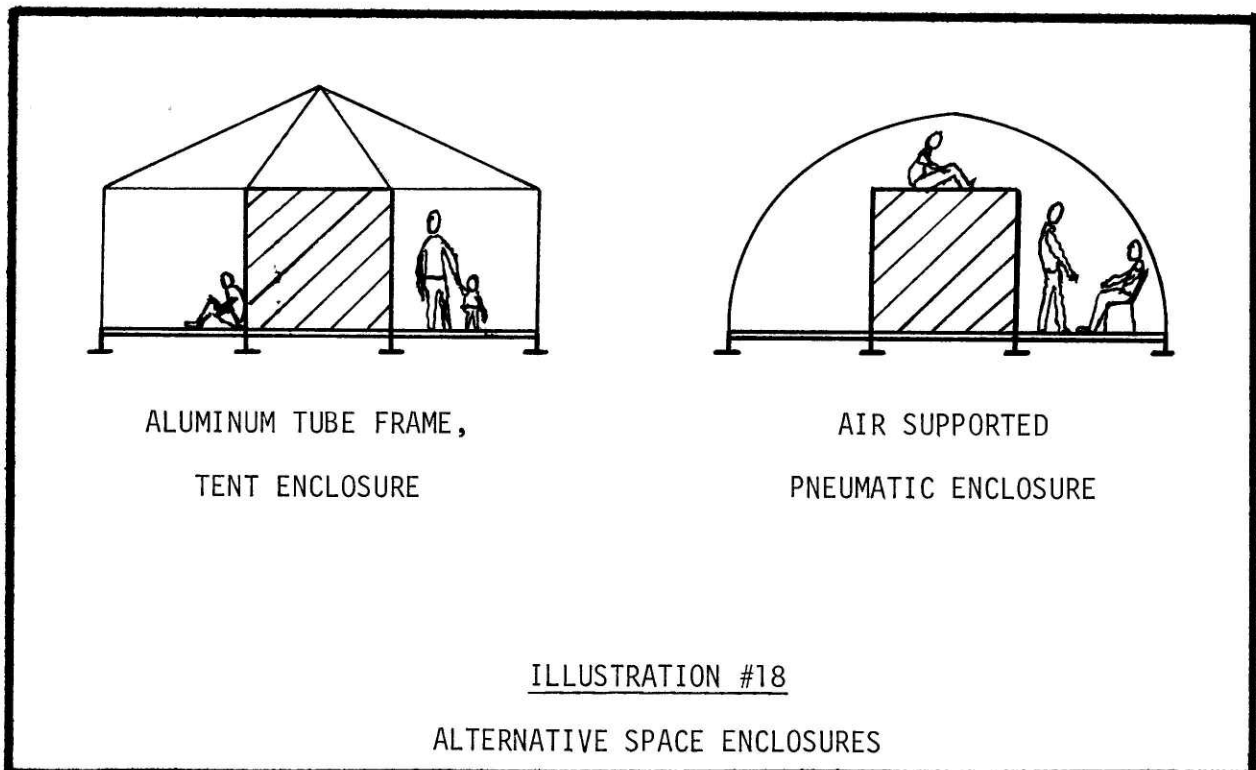 ALUMINUM TUBE FRAME,
TENT ENCLOSURE
AIR SUPPORTED
PNEUMATIC ENCLOSURE
ILLUSTRATION #18
ALTERNATIVE SPACE ENCLOSURES